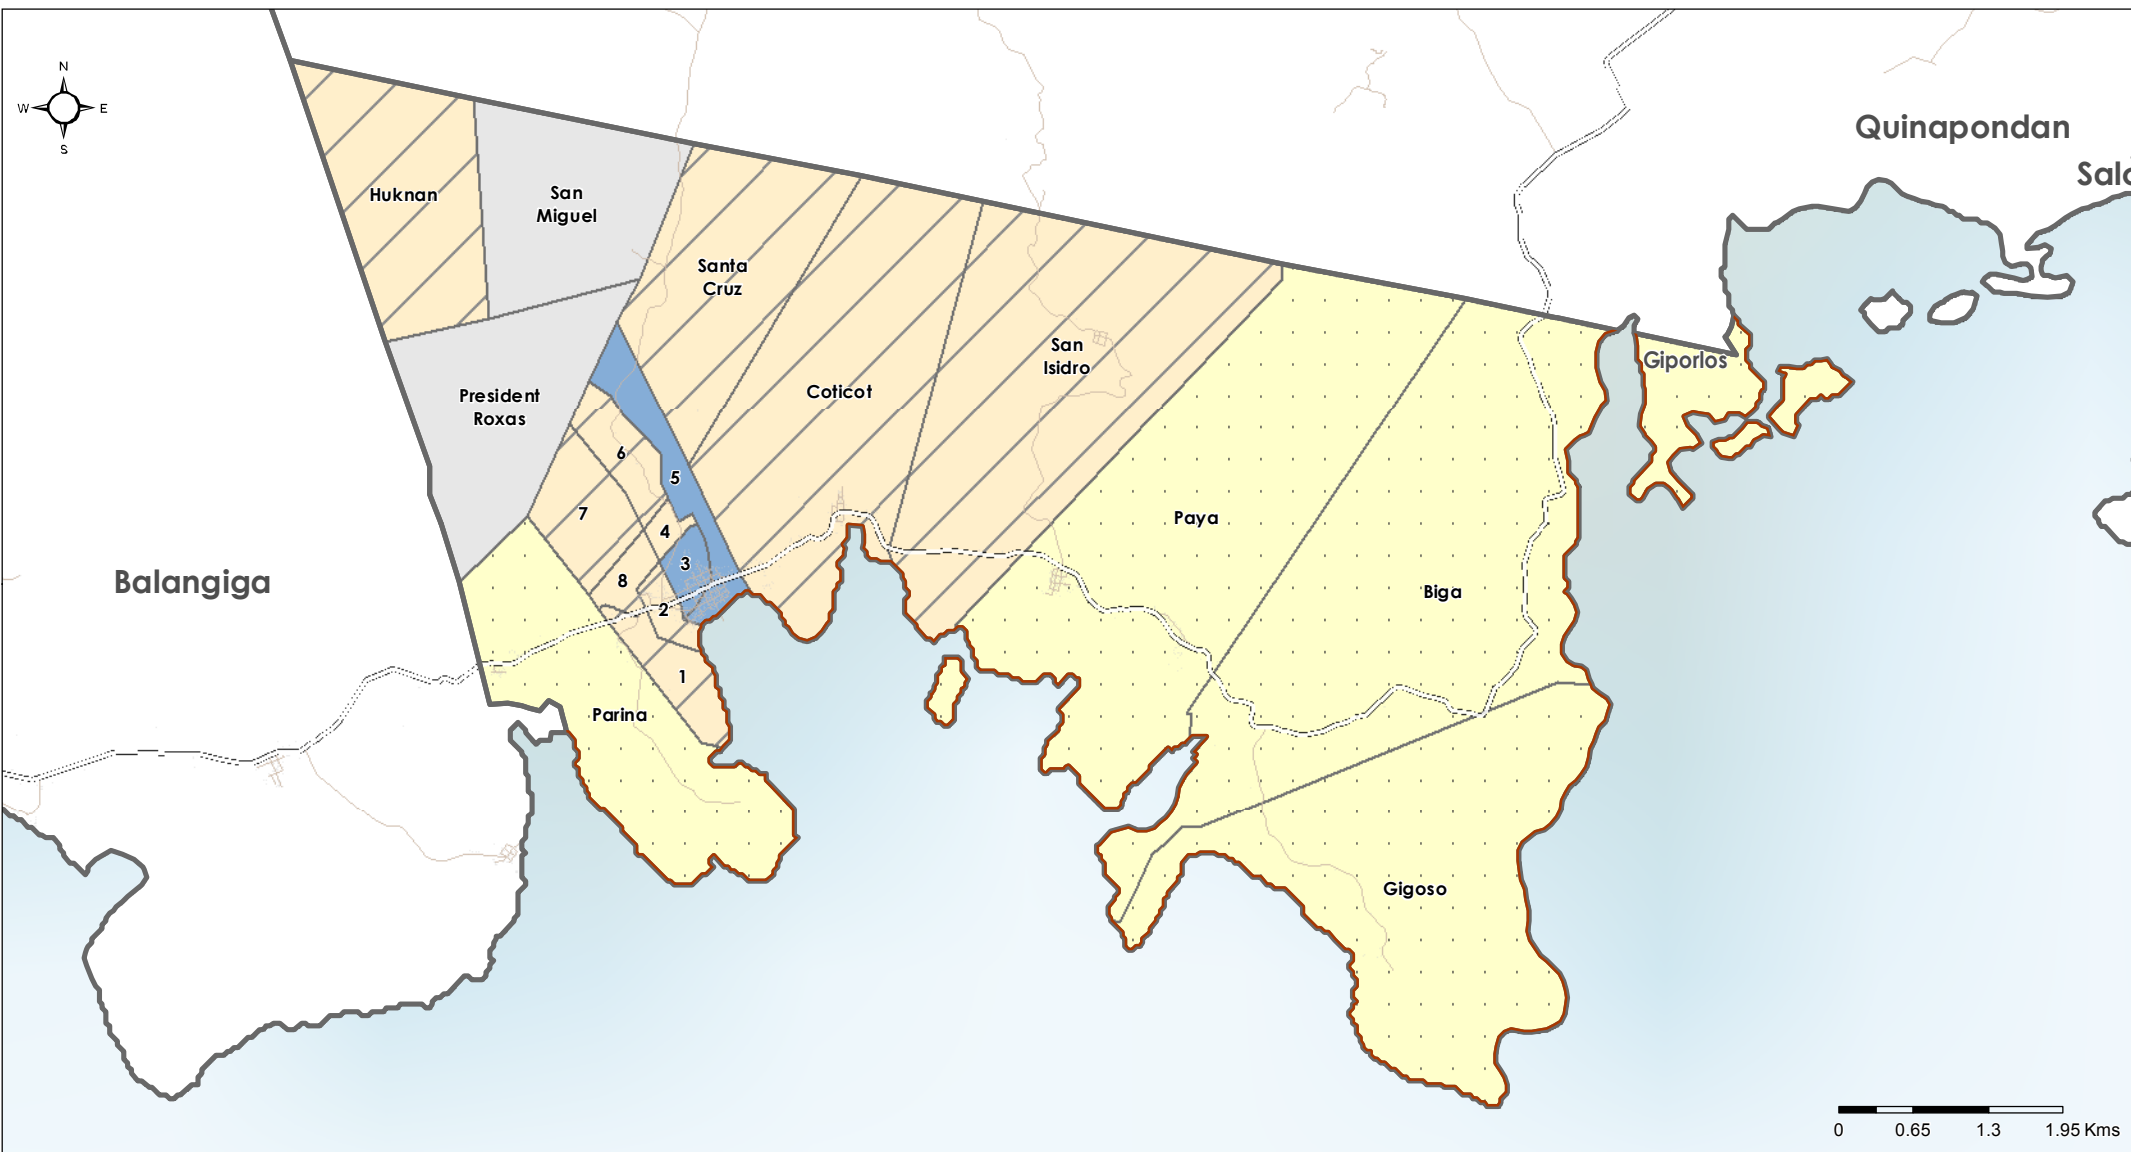 N
W E
S
Quinapondan
Huknan
San
Miguel
Santa
Cruz
San
Isidro
Giporlos
Coticot
President
Roxas
6
5
7
4
Paya
3
8
2
Balangiga
Biga
1
Parina
Gigoso
0 0.65 1.3 1.95 Kms